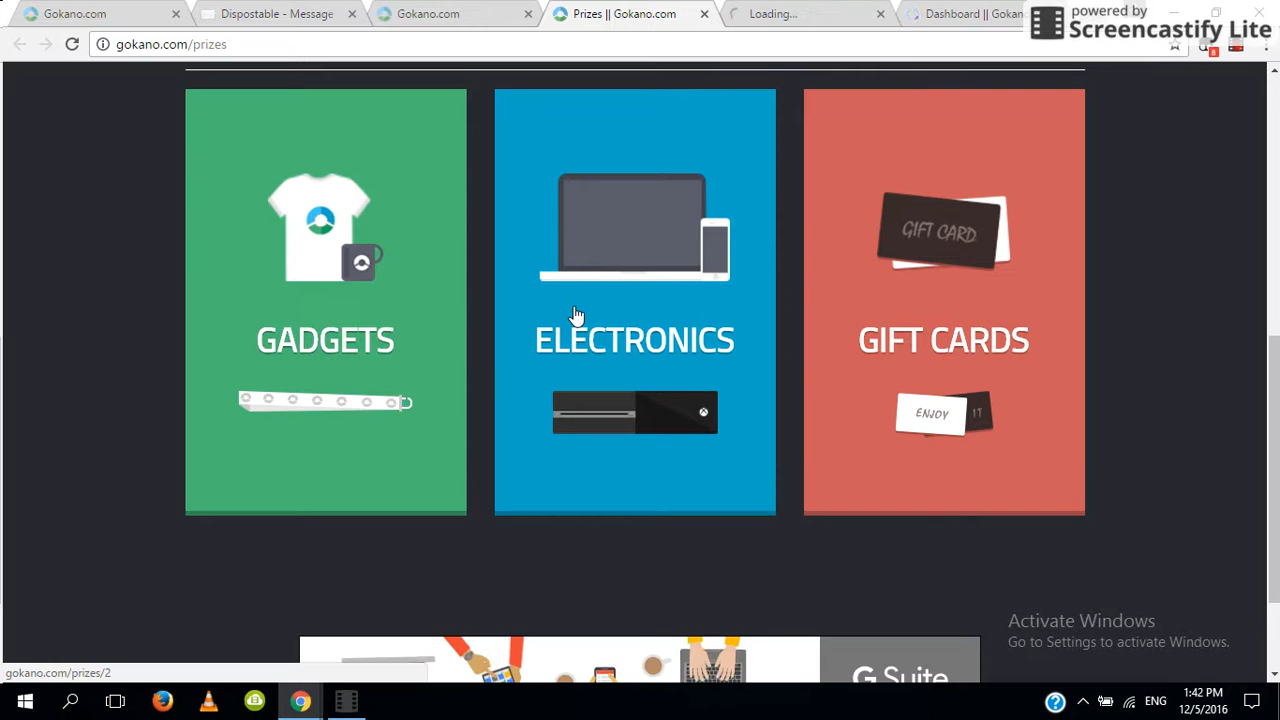 Gokano.com
Dispostable - Message
Gokano.com
Prizes || Gokano.com
Loading...
Dashboard || Gokan
powered by
Screencastify Lite
gokano.com/prizes
8
GIFT CARD
GADGETS
ELECTRONICS
GIFT CARDS
ENJOY
IT
Activate Windows
Go to Settings to activate Windows.
G Suite
gokano.com/prizes/2
ENG
1:42 PM
12/5/2016